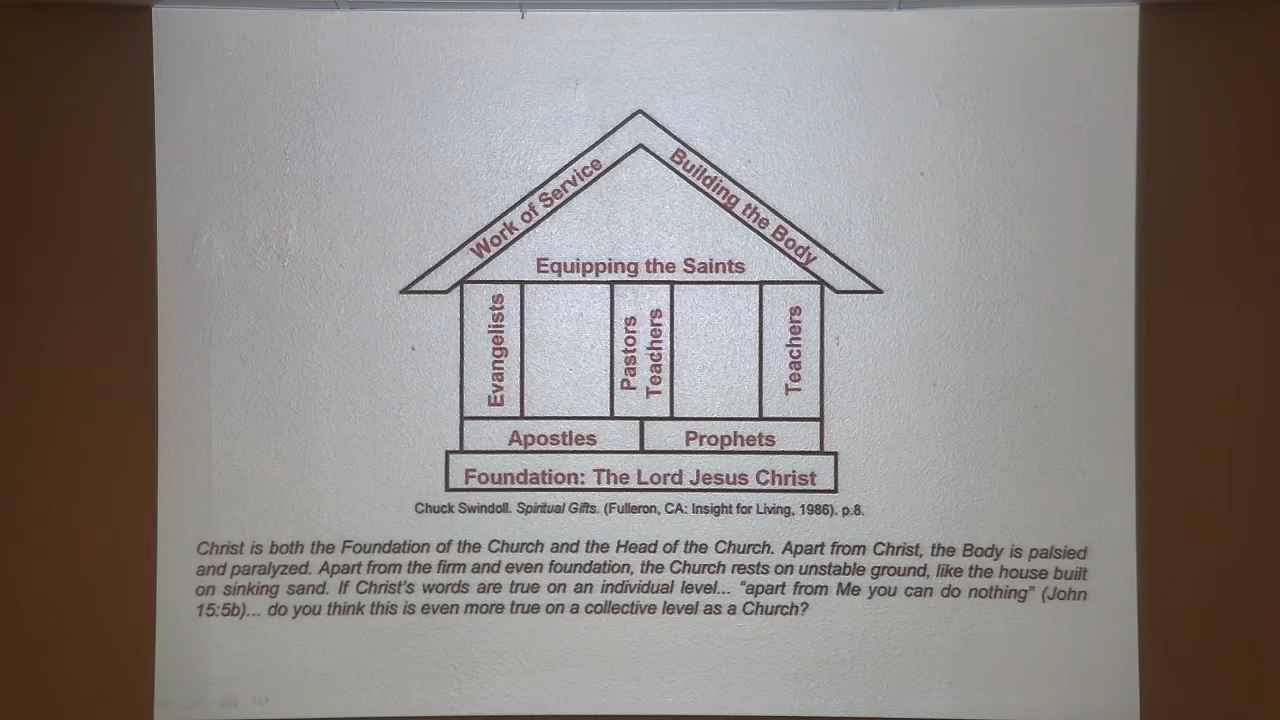 Work of Service
Building the Body
Equipping the Saints
Evangelists
Pastors
Teachers
Teachers
Apostles
Prophets
Foundation: The Lord Jesus Christ
Chuck Swindoll. Spiritual Gifts. (Fulleron, CA: Insight for Living, 1986). p.8.
Christ is both the Foundation of the Church and the Head of the Church. Apart from Christ, the Body is palsied
and paralyzed. Apart from the firm and even foundation, the Church rests on unstable ground, like the house built
on sinking sand. If Christ's words are true on an individual level... "apart from Me you can do nothing" (John
15:5b)... do you think this is even more true on a collective level as a Church?